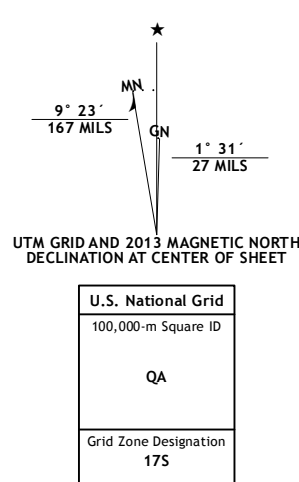 ★
MN
9° 23´
167 MILS
GN
1° 31´
27 MILS
UTM GRID AND 2013 MAGNETIC NORTH
DECLINATION AT CENTER OF SHEET
U.S. National Grid
100,000-m Square ID
QA
Grid Zone Designation
17S